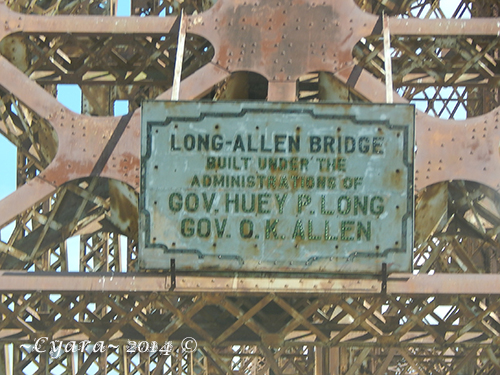 LONG-ALLEN BRIDGE
BUILT UNDER THE
ADMINISTRATIONS OF
GOV. HUEY P. LONG
GOV. O. K. ALLEN
~ Cyara ~ 2014 ©